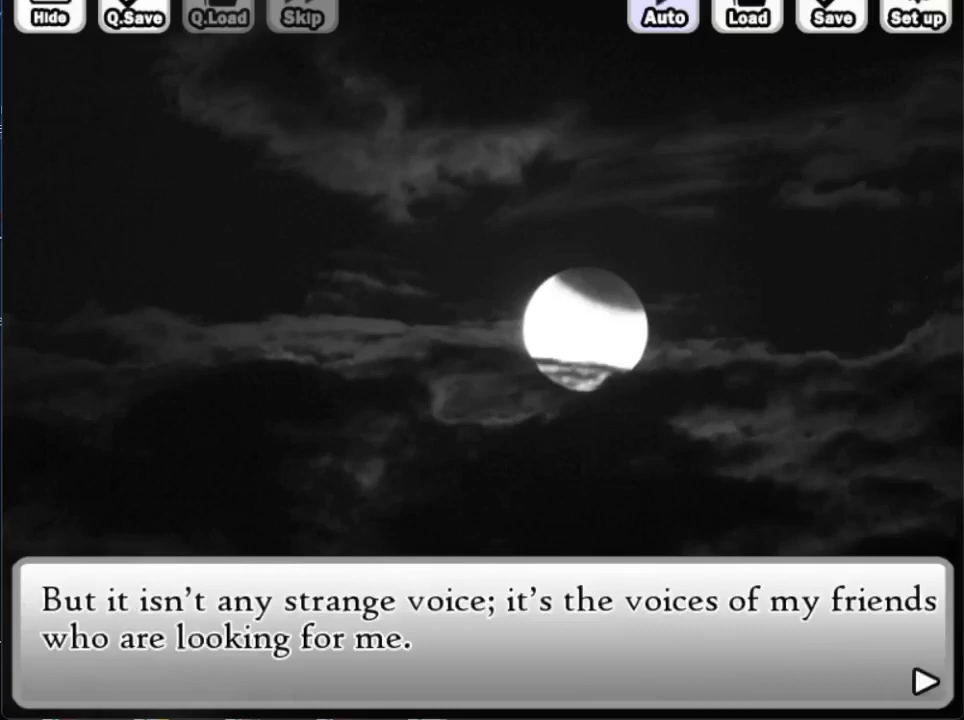 Hide Q.Save Q.Load Skip Auto Load Save Set up
But it isn't any strange voice; it's the voices of my friends
who are looking for me.